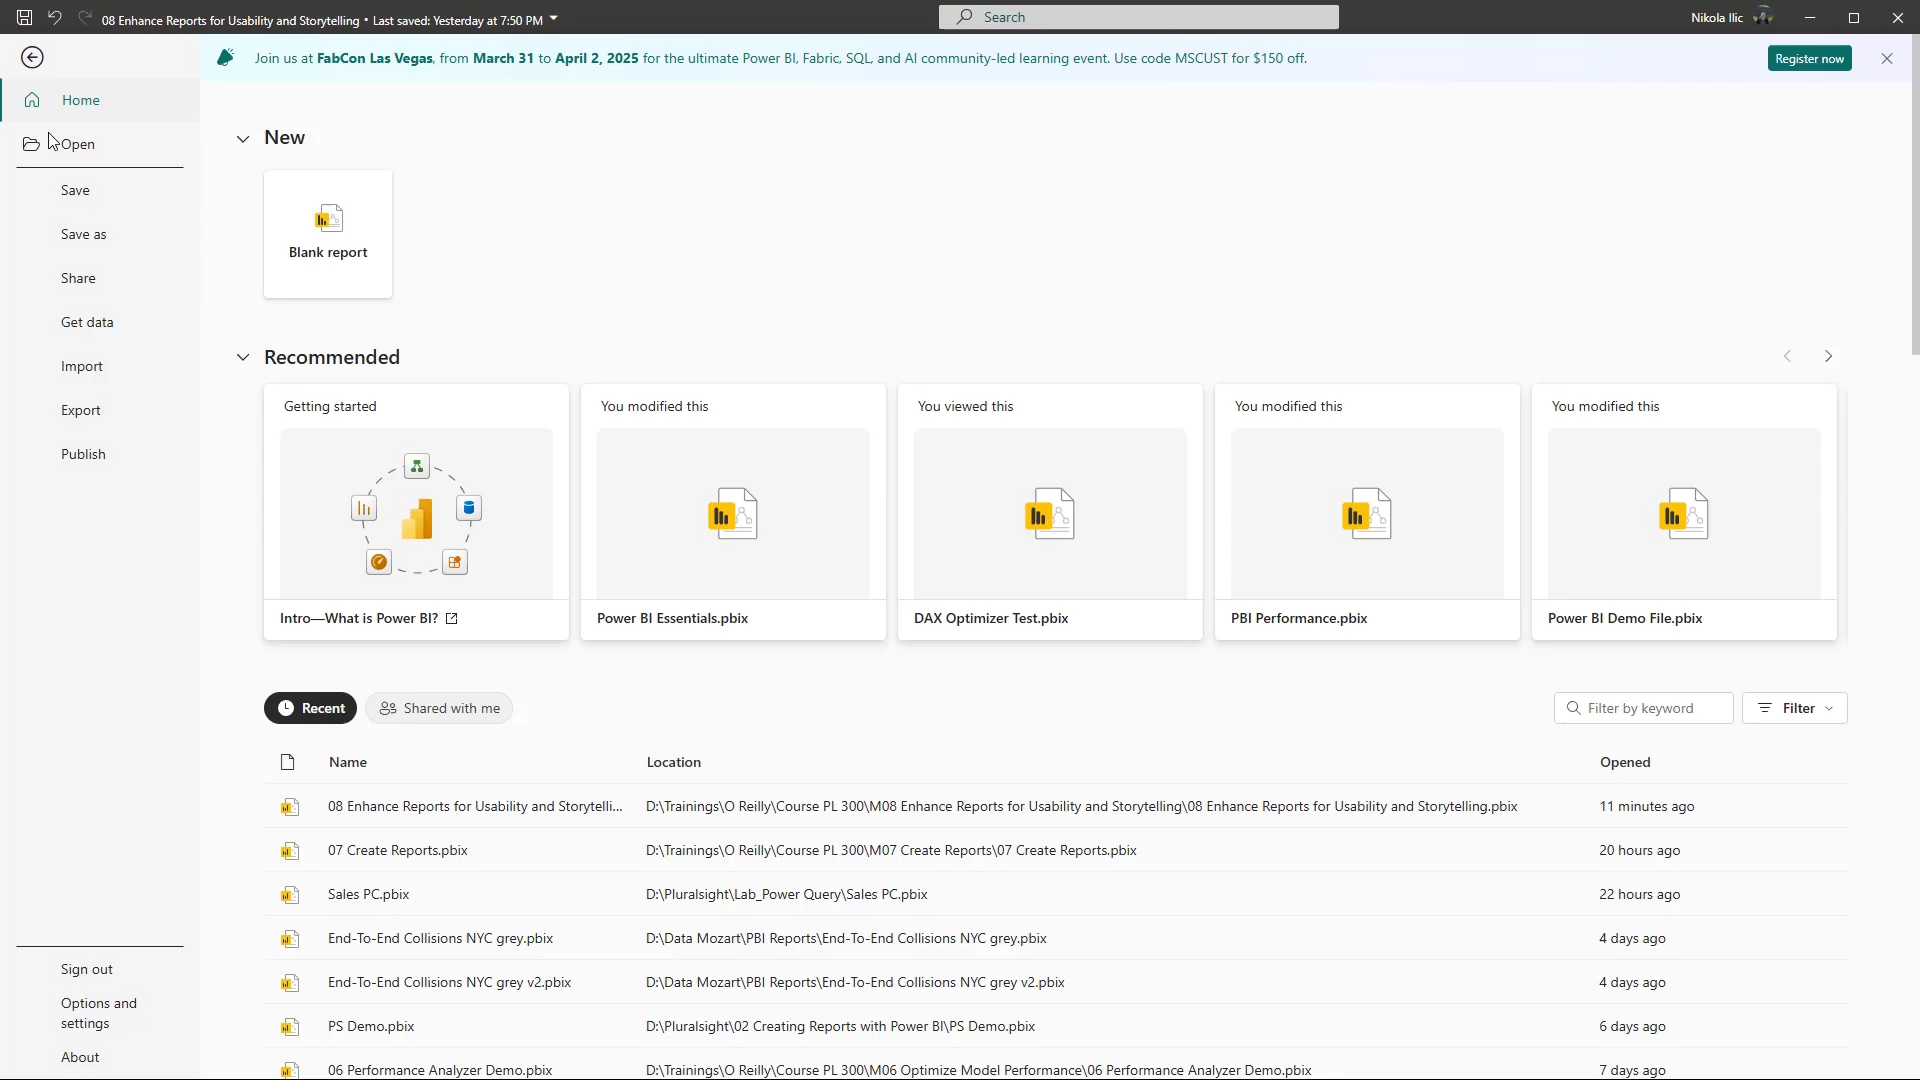 08 Enhance Reports for Usability and Storytelling • Last saved: Yesterday at 7:50 PM
Search
Nikola Ilic
Join us at FabCon Las Vegas, from March 31 to April 2, 2025 for the ultimate Power BI, Fabric, SQL, and AI community-led learning event. Use code MSCUST for $150 off.
Register now
Home
Open
Save
Save as
Share
Get data
Import
Export
Publish
Sign out
Options and
settings
About
New
Blank report
Recommended
Getting started
Intro—What is Power BI?
You modified this
Power BI Essentials.pbix
You viewed this
DAX Optimizer Test.pbix
You modified this
PBI Performance.pbix
You modified this
Power BI Demo File.pbix
Recent
Shared with me
Filter by keyword
Filter
Name Location Opened
08 Enhance Reports for Usability and Storytelli... D:\Trainings\O Reilly\Course PL 300\M08 Enhance Reports for Usability and Storytelling\08 Enhance Reports for Usability and Storytelling.pbix 11 minutes ago
07 Create Reports.pbix D:\Trainings\O Reilly\Course PL 300\M07 Create Reports\07 Create Reports.pbix 20 hours ago
Sales PC.pbix D:\Pluralsight\Lab_Power Query\Sales PC.pbix 22 hours ago
End-To-End Collisions NYC grey.pbix D:\Data Mozart\PBI Reports\End-To-End Collisions NYC grey.pbix 4 days ago
End-To-End Collisions NYC grey v2.pbix D:\Data Mozart\PBI Reports\End-To-End Collisions NYC grey v2.pbix 4 days ago
PS Demo.pbix D:\Pluralsight\02 Creating Reports with Power BI\PS Demo.pbix 6 days ago
06 Performance Analyzer Demo.pbix D:\Trainings\O Reilly\Course PL 300\M06 Optimize Model Performance\06 Performance Analyzer Demo.pbix 7 days ago